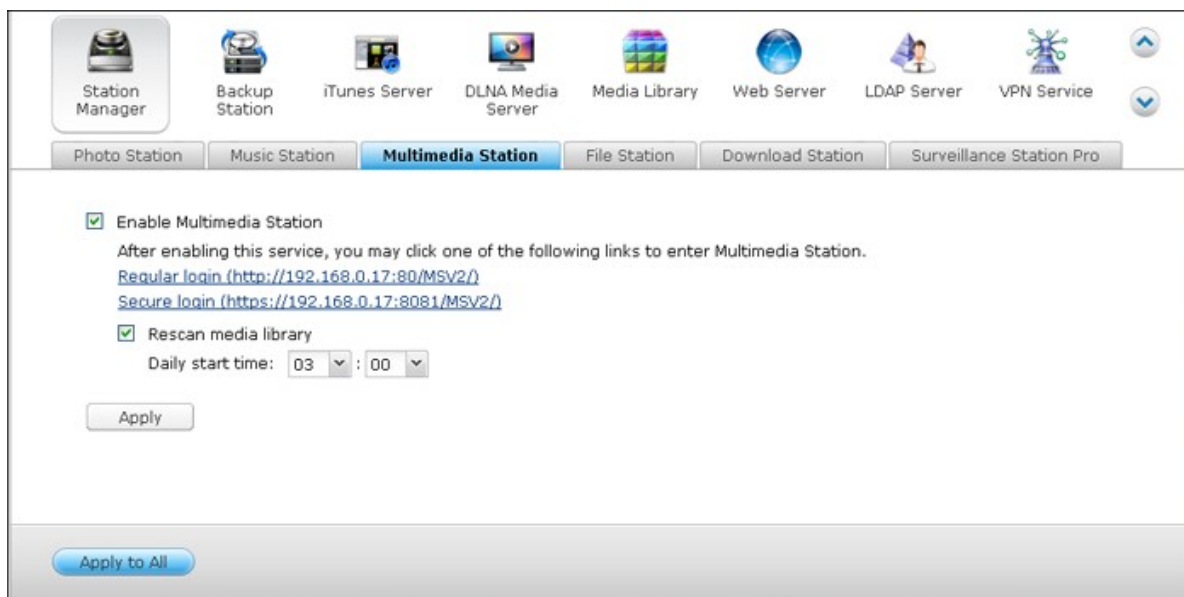 Station Manager
Backup Station
iTunes Server
DLNA Media Server
Media Library
Web Server
LDAP Server
VPN Service
Photo Station
Music Station
Multimedia Station
File Station
Download Station
Surveillance Station Pro
Enable Multimedia Station
After enabling this service, you may click one of the following links to enter Multimedia Station.
Regular login (http://192.168.0.17:80/MSV2/)
Secure login (https://192.168.0.17:8081/MSV2/)
Rescan media library
Daily start time: 03 : 00
Apply
Apply to All